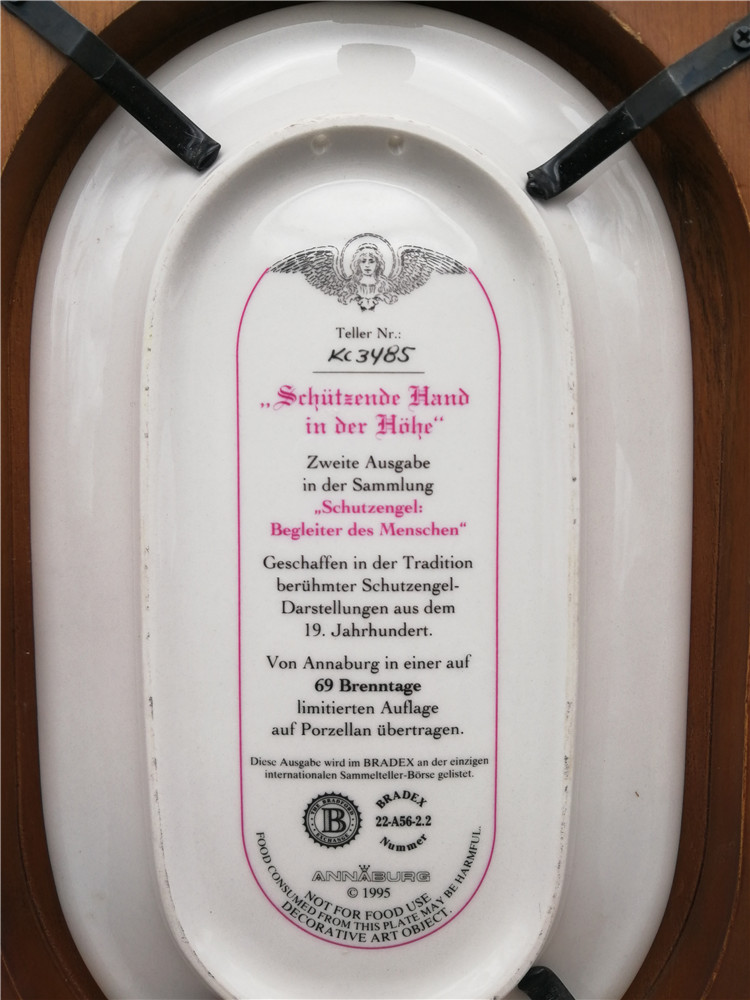 Teller Nr.:
KC3485
„Schützende Hand
in der Höhe“
Zweite Ausgabe
in der Sammlung
„Schutzengel:
Begleiter des Menschen“
Geschaffen in der Tradition
berühmter Schutzengel-
Darstellungen aus dem
19. Jahrhundert.
Von Annaburg in einer auf
69 Brenntage
limitierten Auflage
auf Porzellan übertragen.
Diese Ausgabe wird im BRADEX an der einzigen
internationalen Sammelteller-Börse gelistet.
THE BRADFORD
B
EXCHANGE
BRADEX
22-A56-2.2
Nummer
ANNABURG
© 1995
NOT FOR FOOD USE.
FOOD CONSUMED FROM THIS PLATE MAY BE HARMFUL.
DECORATIVE ART OBJECT.